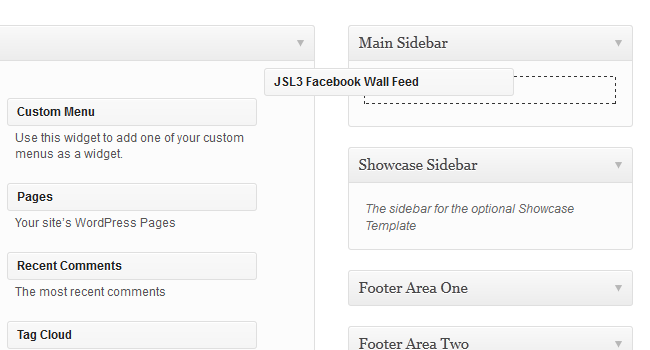 Main Sidebar
JSL3 Facebook Wall Feed
Custom Menu
Use this widget to add one of your custom
menus as a widget.
Pages
Your site's WordPress Pages
Recent Comments
The most recent comments
Tag Cloud
Showcase Sidebar
The sidebar for the optional Showcase
Template
Footer Area One
Footer Area Two